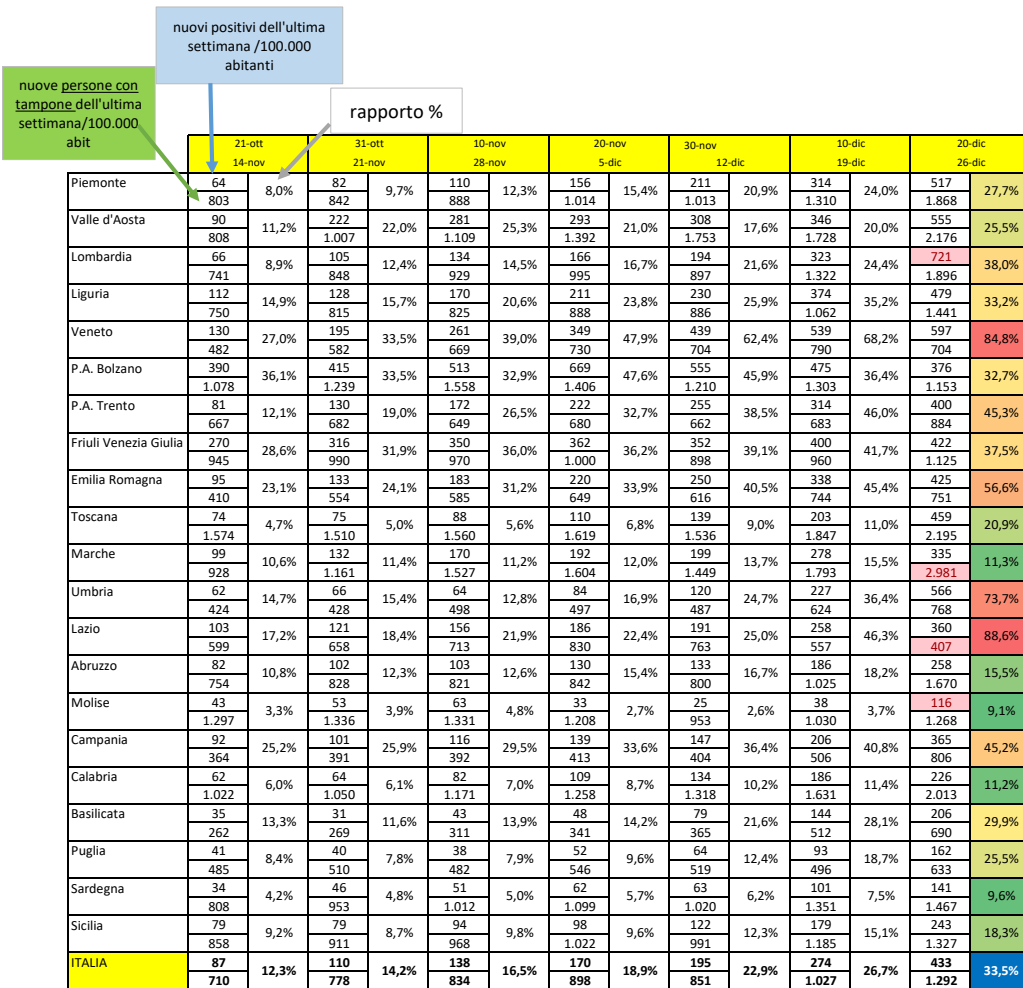 nuovi positivi dell'ultima
settimana /100.000
abitanti
nuove persone con
tampone dell'ultima
settimana/100.000
abit
rapporto %
21-ott 31-ott 10-nov 20-nov 30-nov 10-dic 20-dic
14-nov 21-nov 28-nov 5-dic 12-dic 19-dic 26-dic
Piemonte 64 8,0% 82 9,7% 110 12,3% 156 15,4% 211 20,9% 314 24,0% 517 27,7%
803 842 888 1.014 1.013 1.310 1.868
Valle d'Aosta 90 11,2% 222 22,0% 281 25,3% 293 21,0% 308 17,6% 346 20,0% 555 25,5%
808 1.007 1.109 1.392 1.753 1.728 2.176
Lombardia 66 8,9% 105 12,4% 134 14,5% 166 16,7% 194 21,6% 323 24,4% 721 38,0%
741 848 929 995 897 1.322 1.896
Liguria 112 14,9% 128 15,7% 170 20,6% 211 23,8% 230 25,9% 374 35,2% 479 33,2%
750 815 825 888 886 1.062 1.441
Veneto 130 27,0% 195 33,5% 261 39,0% 349 47,9% 439 62,4% 539 68,2% 597 84,8%
482 582 669 730 704 790 704
P.A. Bolzano 390 36,1% 415 33,5% 513 32,9% 669 47,6% 555 45,9% 475 36,4% 376 32,7%
1.078 1.239 1.558 1.406 1.210 1.303 1.153
P.A. Trento 81 12,1% 130 19,0% 172 26,5% 222 32,7% 255 38,5% 314 46,0% 400 45,3%
667 682 649 680 662 683 884
Friuli Venezia Giulia 270 28,6% 316 31,9% 350 36,0% 362 36,2% 352 39,1% 400 41,7% 422 37,5%
945 990 970 1.000 898 960 1.125
Emilia Romagna 95 23,1% 133 24,1% 183 31,2% 220 33,9% 250 40,5% 338 45,4% 425 56,6%
410 554 585 649 616 744 751
Toscana 74 4,7% 75 5,0% 88 5,6% 110 6,8% 139 9,0% 203 11,0% 459 20,9%
1.574 1.510 1.560 1.619 1.536 1.847 2.195
Marche 99 10,6% 132 11,4% 170 11,2% 192 12,0% 199 13,7% 278 15,5% 335 11,3%
928 1.161 1.527 1.604 1.449 1.793 2.981
Umbria 62 14,7% 66 15,4% 64 12,8% 84 16,9% 120 24,7% 227 36,4% 566 73,7%
424 428 498 497 487 624 768
Lazio 103 17,2% 121 18,4% 156 21,9% 186 22,4% 191 25,0% 258 46,3% 360 88,6%
599 658 713 830 763 557 407
Abruzzo 82 10,8% 102 12,3% 103 12,6% 130 15,4% 133 16,7% 186 18,2% 258 15,5%
754 828 821 842 800 1.025 1.670
Molise 43 3,3% 53 3,9% 63 4,8% 33 2,7% 25 2,6% 38 3,7% 116 9,1%
1.297 1.336 1.331 1.208 953 1.030 1.268
Campania 92 25,2% 101 25,9% 116 29,5% 139 33,6% 147 36,4% 206 40,8% 365 45,2%
364 391 392 413 404 506 806
Calabria 62 6,0% 64 6,1% 82 7,0% 109 8,7% 134 10,2% 186 11,4% 226 11,2%
1.022 1.050 1.171 1.258 1.318 1.631 2.013
Basilicata 35 13,3% 31 11,6% 43 13,9% 48 14,2% 79 21,6% 144 28,1% 206 29,9%
262 269 311 341 365 512 690
Puglia 41 8,4% 40 7,8% 38 7,9% 52 9,6% 64 12,4% 93 18,7% 162 25,5%
485 510 482 546 519 496 633
Sardegna 34 4,2% 46 4,8% 51 5,0% 62 5,7% 63 6,2% 101 7,5% 141 9,6%
808 953 1.012 1.099 1.020 1.351 1.467
Sicilia 79 9,2% 79 8,7% 94 9,8% 98 9,6% 122 12,3% 179 15,1% 243 18,3%
858 911 968 1.022 991 1.185 1.327
ITALIA 87 12,3% 110 14,2% 138 16,5% 170 18,9% 195 22,9% 274 26,7% 433 33,5%
710 778 834 898 851 1.027 1.292